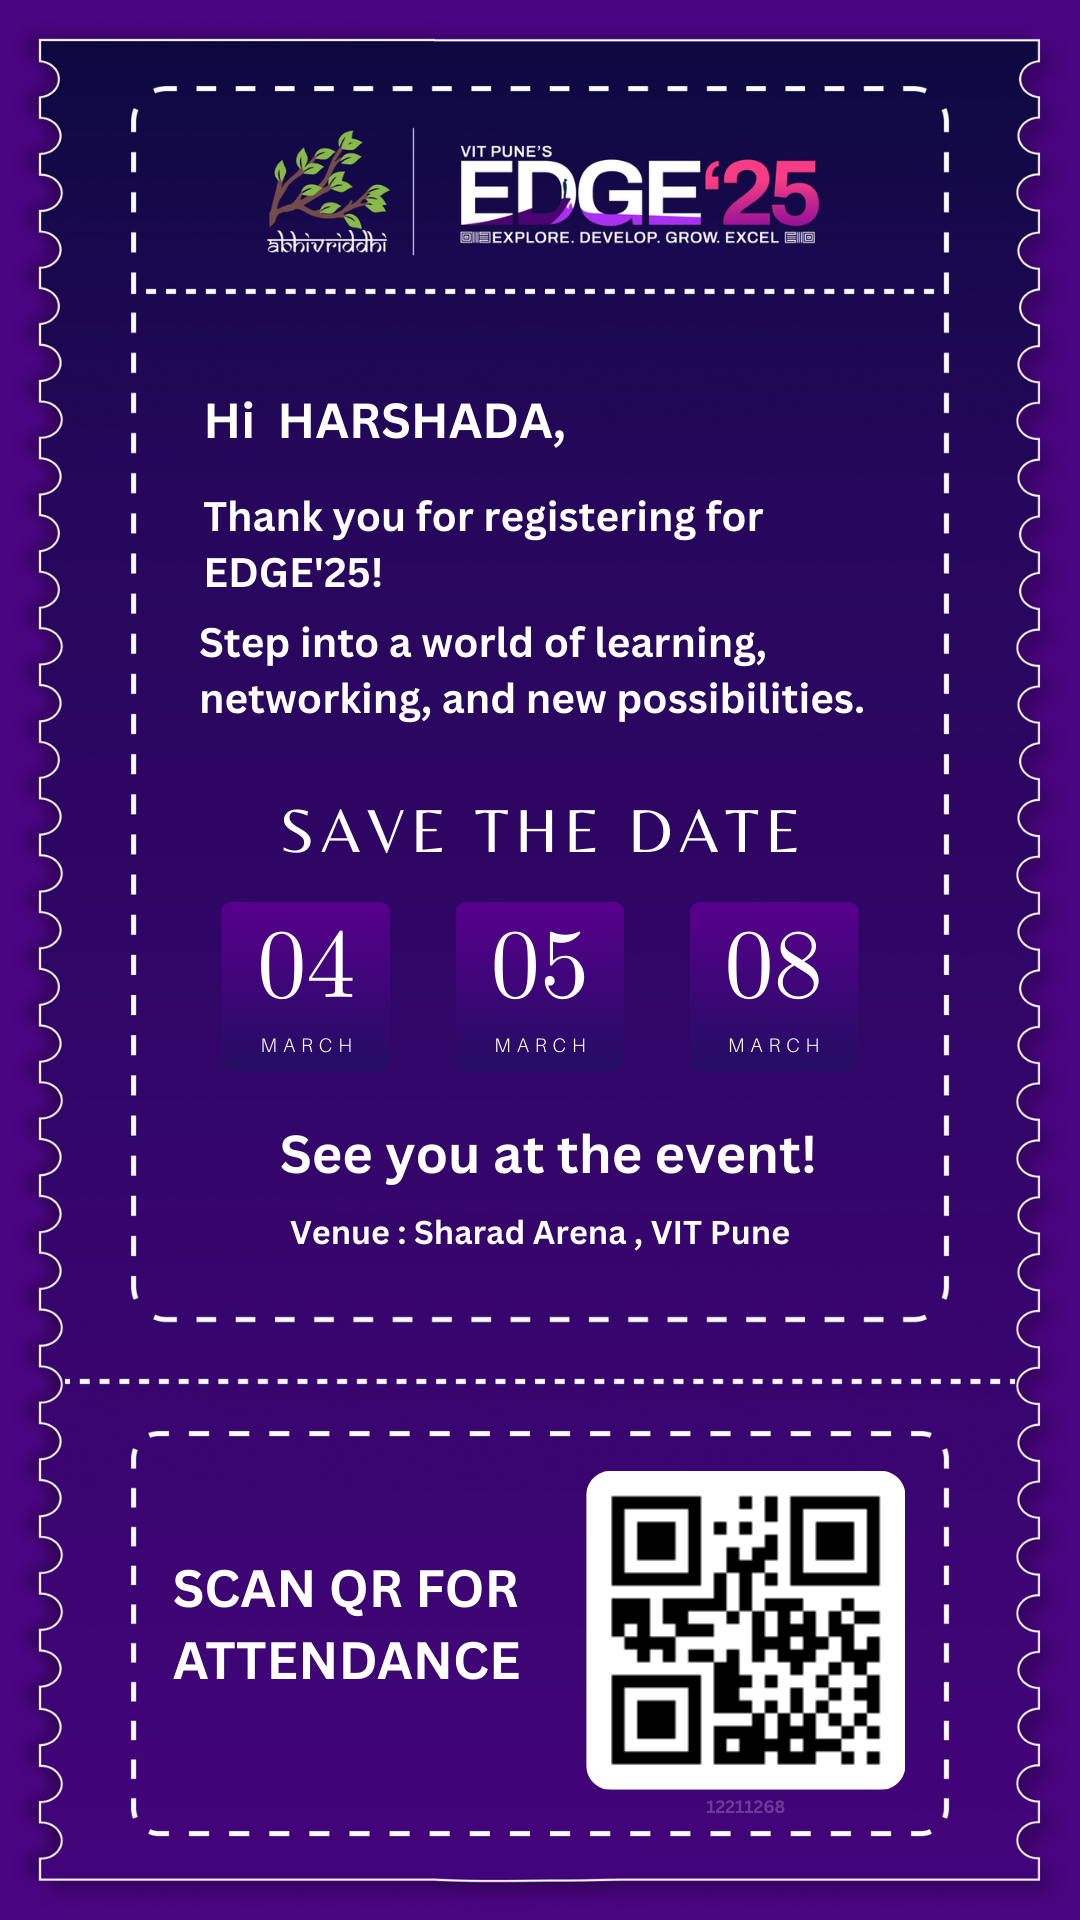 abhivriddhi
VIT PUNE'S
EDGE‘25
EXPLORE. DEVELOP. GROW. EXCEL
Hi HARSHADA,
Thank you for registering for
EDGE'25!
Step into a world of learning,
networking, and new possibilities.
SAVE THE DATE
04 05 08
MARCH MARCH MARCH
See you at the event!
Venue : Sharad Arena , VIT Pune
SCAN QR FOR
ATTENDANCE
12211268